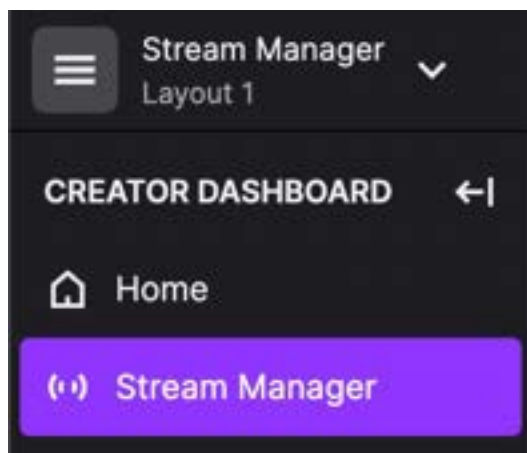 Stream Manager
Layout 1
CREATOR DASHBOARD
Home
Stream Manager